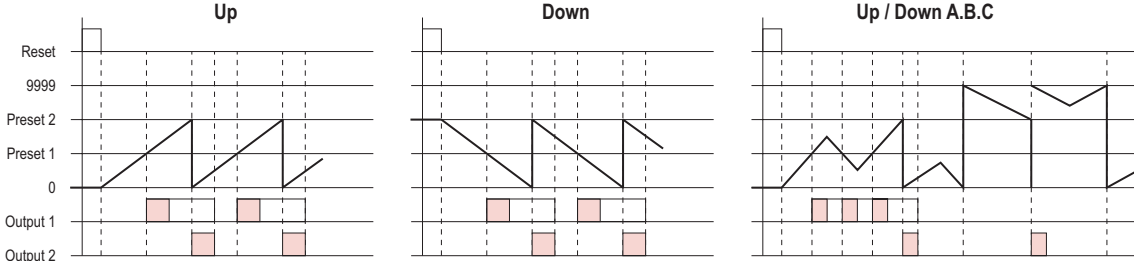 Up
Down
Up / Down A.B.C
Reset
9999
Preset 2
Preset 1
0
Output 1
Output 2